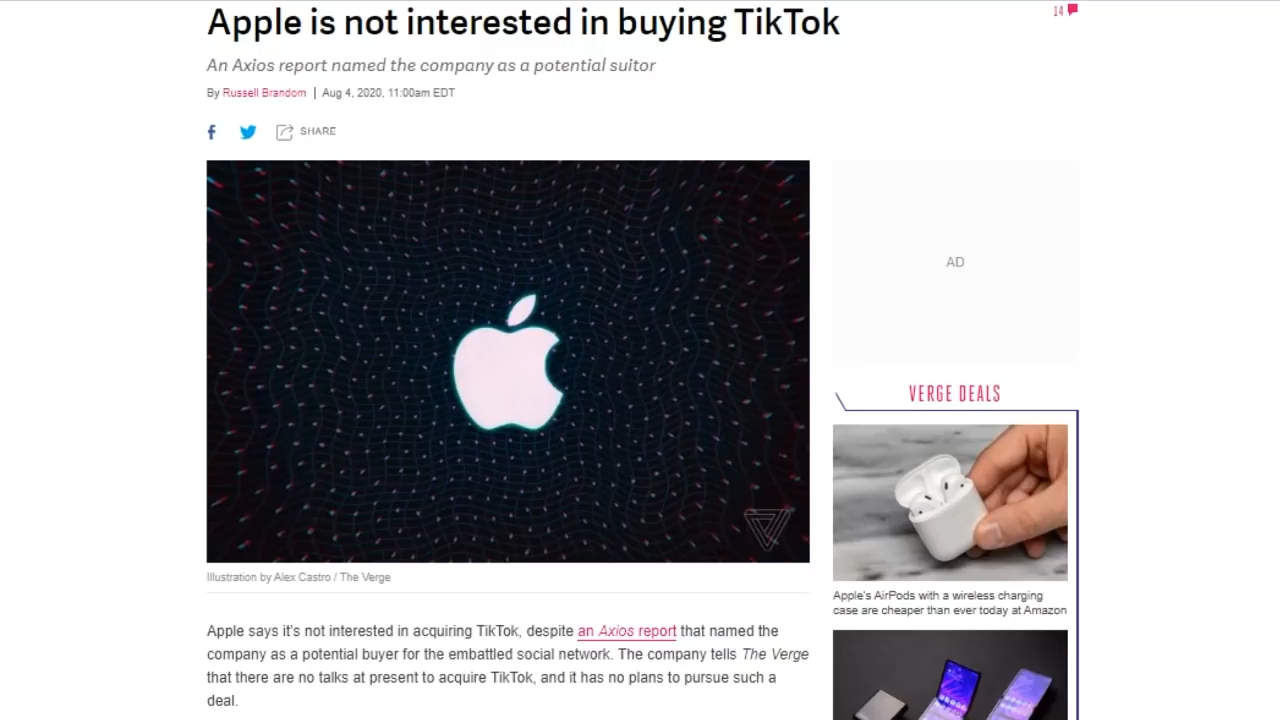 Apple is not interested in buying TikTok
14
An Axios report named the company as a potential suitor
By Russell Brandom | Aug 4, 2020, 11:00am EDT
SHARE
AD
VERGE DEALS
Illustration by Alex Castro / The Verge
Apple's AirPods with a wireless charging
case are cheaper than ever today at Amazon
Apple says it's not interested in acquiring TikTok, despite an Axios report that named the
company as a potential buyer for the embattled social network. The company tells The Verge
that there are no talks at present to acquire TikTok, and it has no plans to pursue such a
deal.